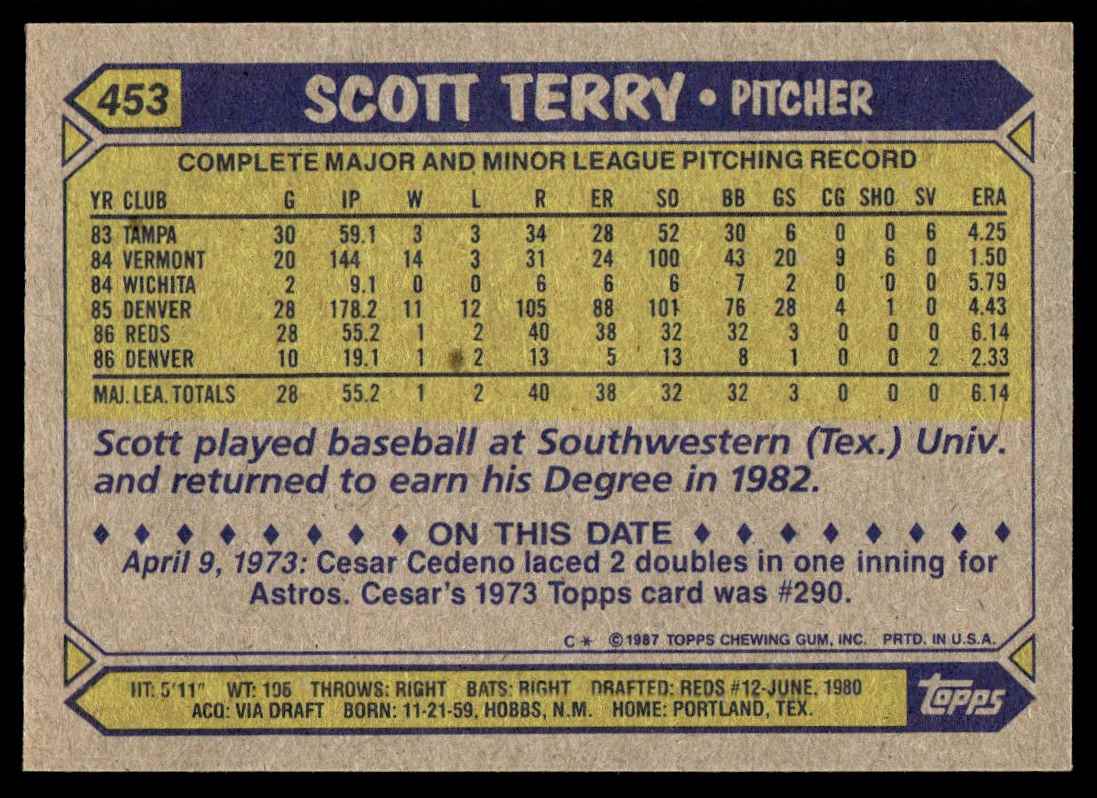 453 SCOTT TERRY • PITCHER
COMPLETE MAJOR AND MINOR LEAGUE PITCHING RECORD
YR CLUB G IP W L R ER SO BB GS CG SHO SV ERA
83 TAMPA 30 59.1 3 3 34 28 52 30 6 0 0 6 4.25
84 VERMONT 20 144 14 3 31 24 100 43 20 9 6 0 1.50
84 WICHITA 2 9.1 0 0 6 6 6 7 2 0 0 0 5.79
85 DENVER 28 178.2 11 12 105 88 101 76 28 4 1 0 4.43
86 REDS 28 55.2 1 2 40 38 32 32 3 0 0 0 6.14
86 DENVER 10 19.1 1 2 13 5 13 8 1 0 0 2 2.33
MAJ. LEA. TOTALS 28 55.2 1 2 40 38 32 32 3 0 0 0 6.14
Scott played baseball at Southwestern (Tex.) Univ.
and returned to earn his Degree in 1982.
♦ ♦ ♦ ♦ ♦ ♦ ♦ ♦ ON THIS DATE ♦ ♦ ♦ ♦ ♦ ♦ ♦ ♦
April 9, 1973: Cesar Cedeno laced 2 doubles in one inning for
Astros. Cesar's 1973 Topps card was #290.
C * © 1987 TOPPS CHEWING GUM, INC. PRTD. IN U.S.A.
HT: 5'11" WT: THROWS: RIGHT BATS: RIGHT DRAFTED: REDS #12-JUNE, 1980
ACQ: VIA DRAFT BORN: 11-21-59, HOBBS, N.M. HOME: PORTLAND, TEX.
Topps